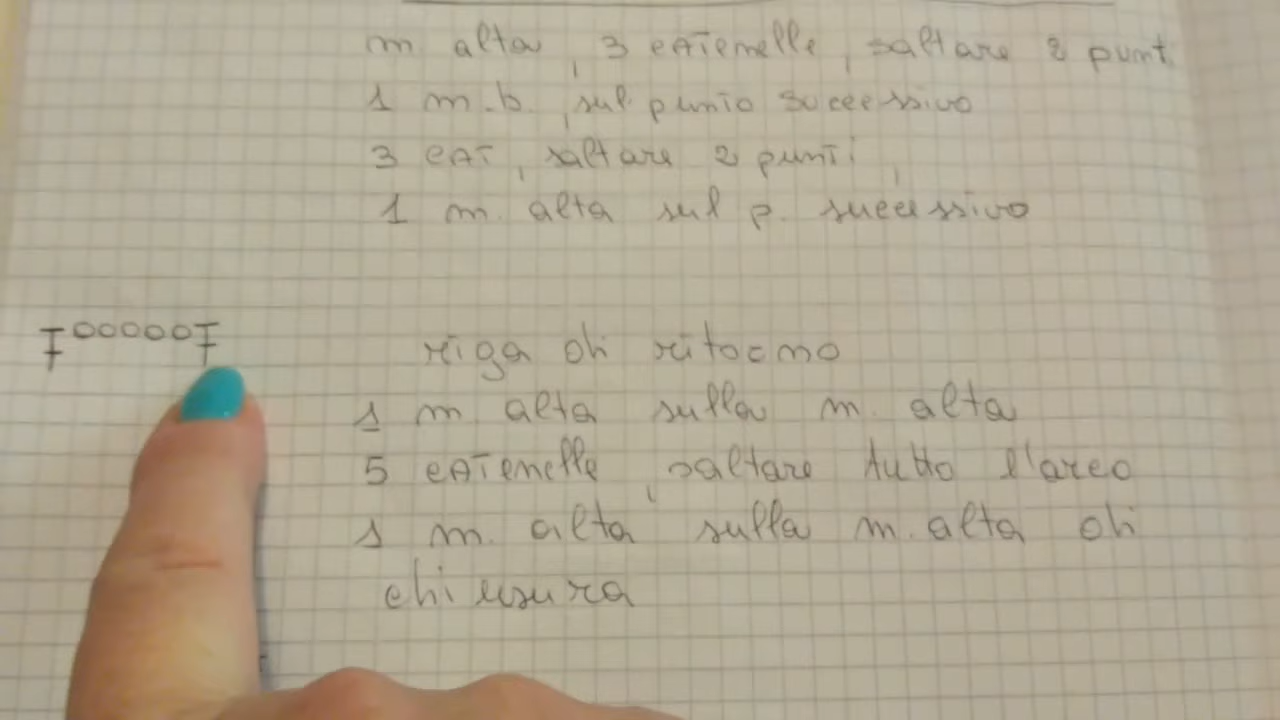 m alta, 3 catenelle, saltare 2 punt
1 m.b. , sul punto successivo
3 cat, saltare 2 punti,
1 m. alta sul p. successivo
riga di ritorno
1 m alta sulla m. alta
5 catenelle, saltare tutto l'arco
1 m. alta sulla m. alta di
chiusura